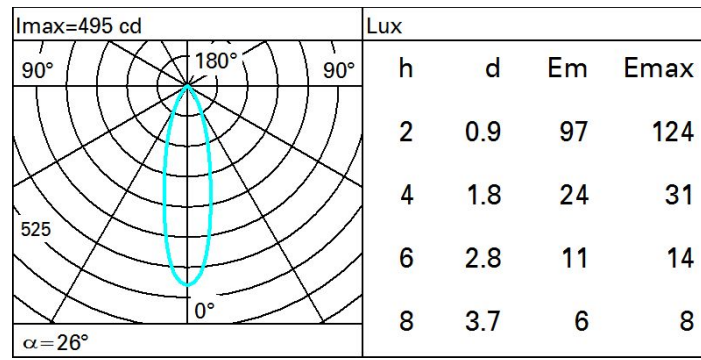 Imax=495 cd
Lux
90° 180° 90°
h d Em Emax
2 0.9 97 124
4 1.8 24 31
525
6 2.8 11 14
0°
8 3.7 6 8
α=26°